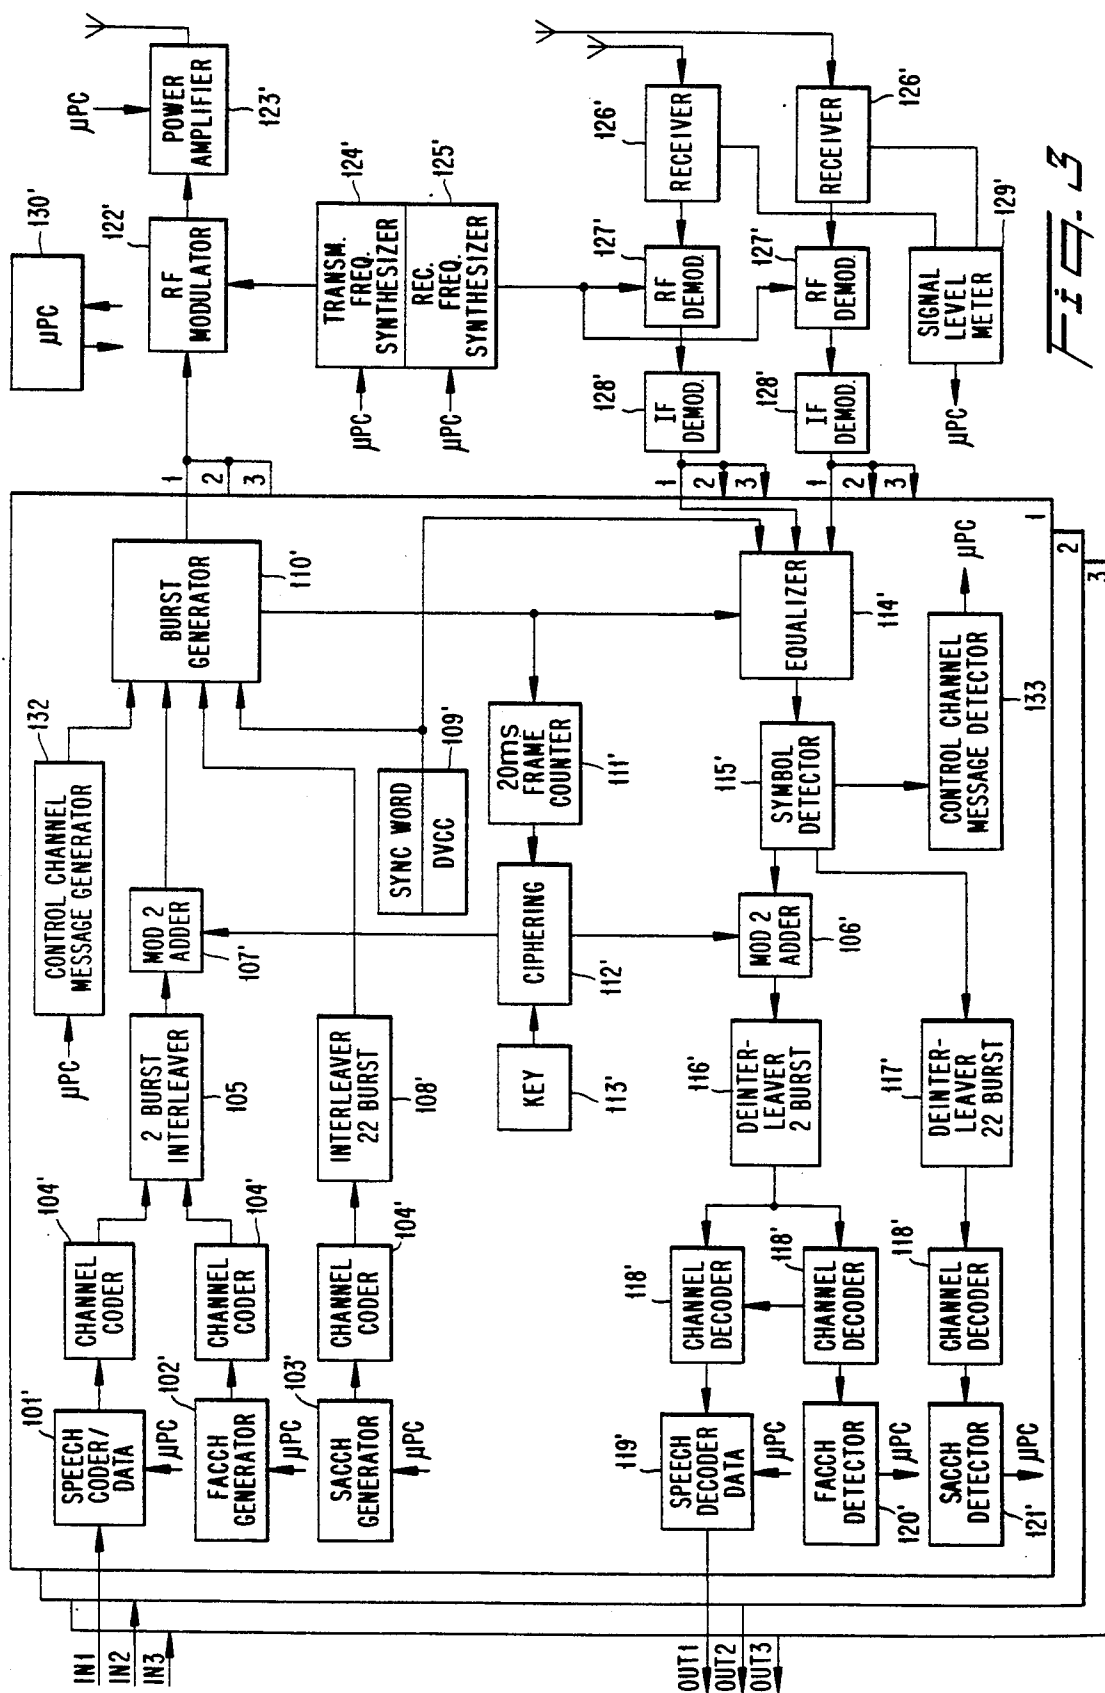 IN1
IN2
IN3
101'
SPEECH
CODER/
DATA
µPC
104'
CHANNEL
CODER
102'
FACCH
GENERATOR
µPC
CHANNEL
CODER
104'
103'
SACCH
GENERATOR
µPC
CHANNEL
CODER
104'
2 BURST
INTERLEAVER
105
INTERLEAVER
22 BURST
108'
µPC
CONTROL CHANNEL
MESSAGE GENERATOR
132
MOD 2
ADDER
107'
BURST
GENERATOR
110'
SYNC WORD
DVCC
109'
20ms
FRAME
COUNTER
111'
CIPHERING
112'
KEY
113'
1
2
3
130'
µPC
122'
RF
MODULATOR
µPC
POWER
AMPLIFIER
123'
124'
TRANSM.
FREQ.
SYNTHESIZER
125'
REC.
FREQ.
SYNTHESIZER
µPC
µPC
126'
RECEIVER
127'
RF
DEMOD.
128'
IF
DEMOD.
126'
RECEIVER
127'
RF
DEMOD.
128'
IF
DEMOD.
129'
SIGNAL
LEVEL
METER
µPC
1
2
3
1
2
3
EQUALIZER
114'
115'
SYMBOL
DETECTOR
µPC
CONTROL CHANNEL
MESSAGE DETECTOR
133
MOD 2
ADDER
106'
116'
DEINTER-
LEAVER
2 BURST
117'
DEINTER-
LEAVER
22 BURST
118'
CHANNEL
DECODER
118'
CHANNEL
DECODER
118'
CHANNEL
DECODER
119'
SPEECH
DECODER
DATA
µPC
FACCH
DETECTOR
120'
µPC
SACCH
DETECTOR
121'
µPC
OUT1
OUT2
OUT3
1
2
3
Fig. 3